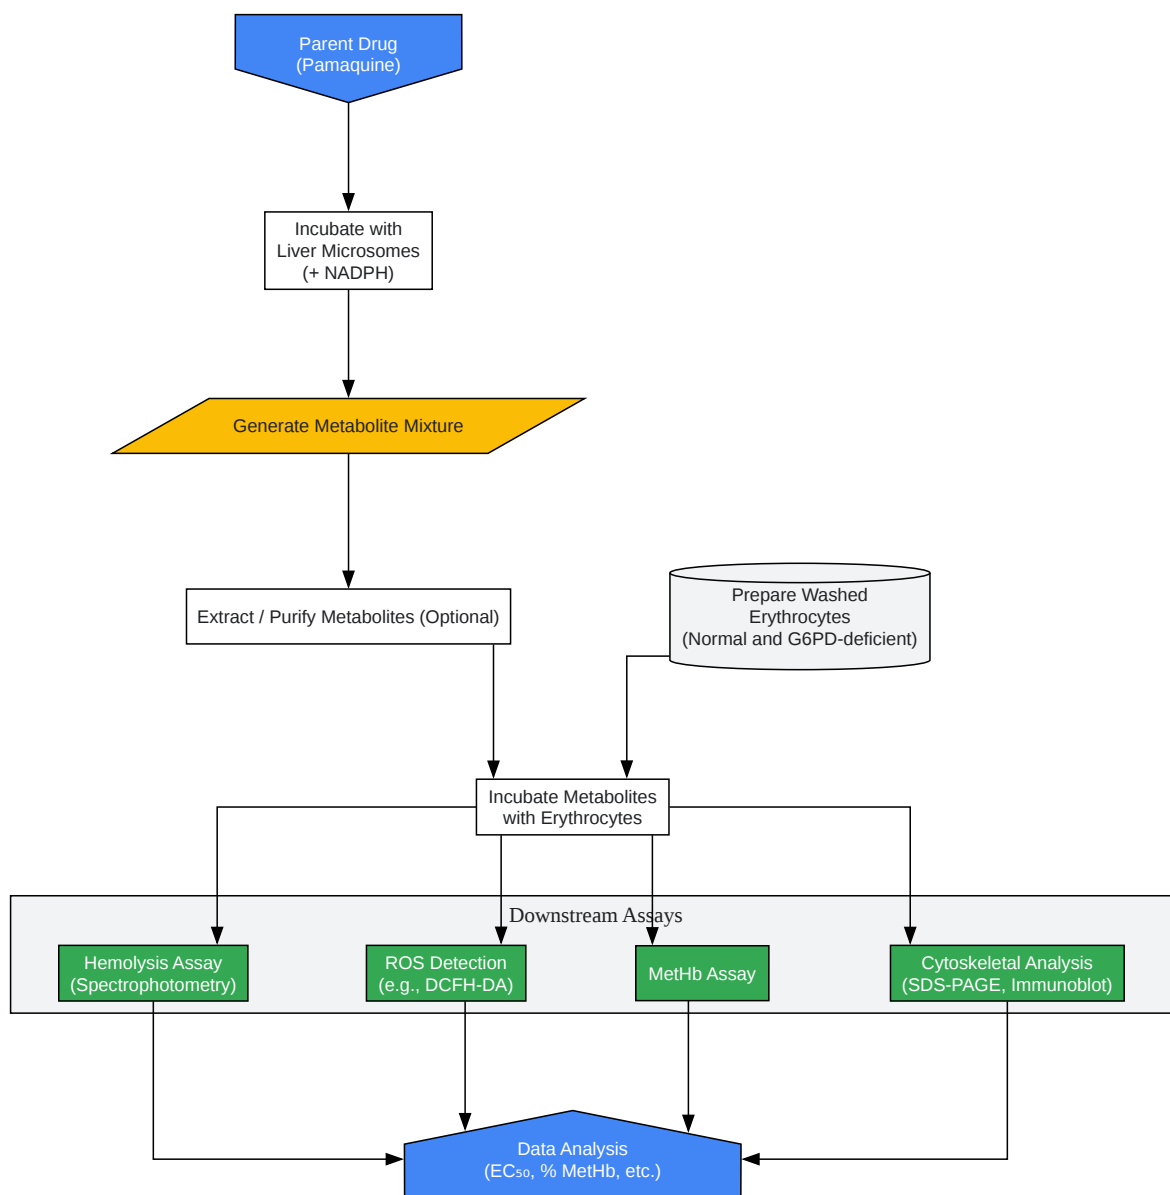 Parent Drug
(Pamaquine)
Incubate with
Liver Microsomes
(+ NADPH)
Generate Metabolite Mixture
Extract / Purify Metabolites (Optional)
Prepare Washed
Erythrocytes
(Normal and G6PD-deficient)
Incubate Metabolites
with Erythrocytes
Downstream Assays
Hemolysis Assay
(Spectrophotometry)
ROS Detection
(e.g., DCFH-DA)
MetHb Assay
Cytoskeletal Analysis
(SDS-PAGE, Immunoblot)
Data Analysis
(EC₅₀, % MetHb, etc.)